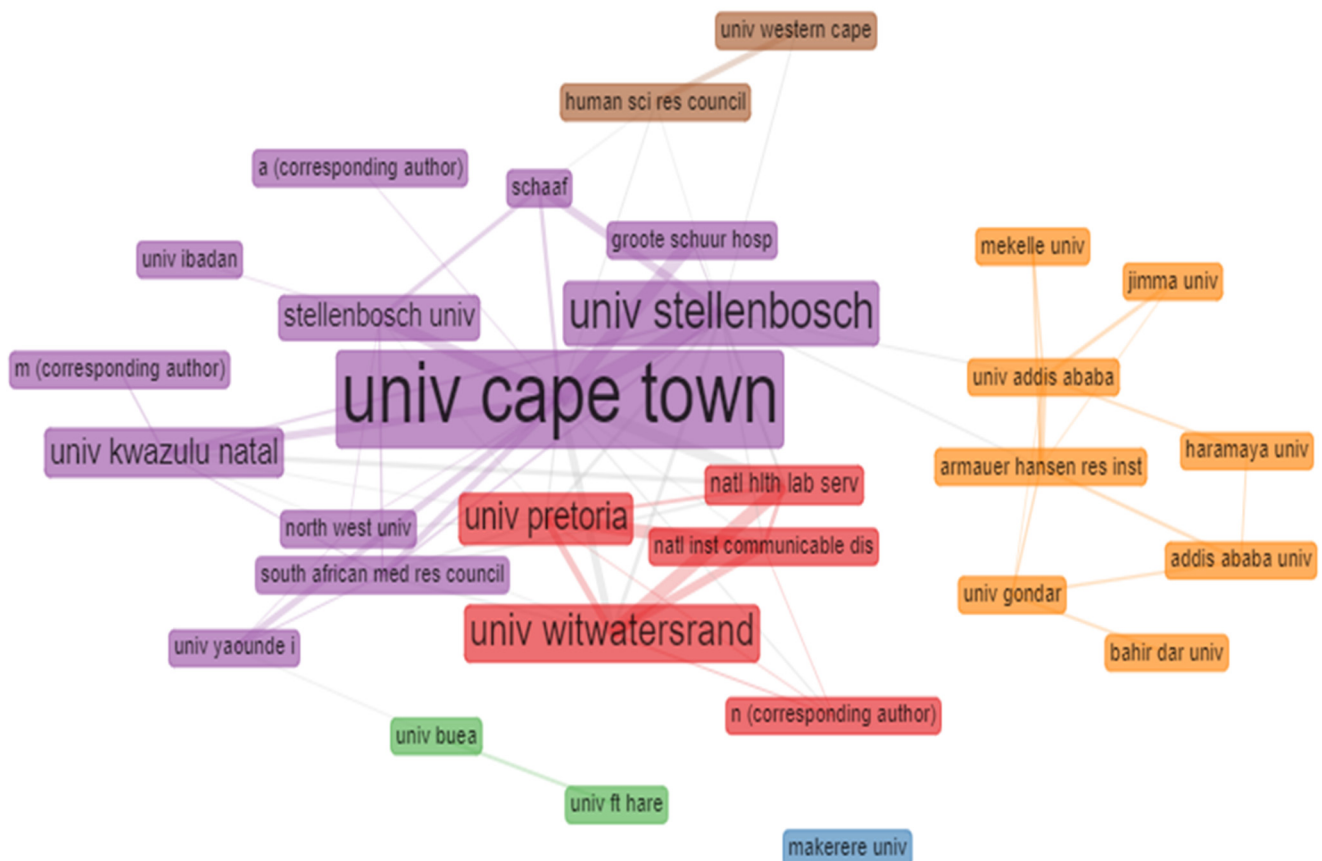 univ western cape
human sci res council
a (corresponding author)
schaaf
groote schuur hosp
mekelle univ
univ ibadan
jimma univ
stellenbosch univ
univ stellenbosch
m (corresponding author)
univ addis ababa
univ cape town
univ kwazulu natal
haramaya univ
armauer hansen res inst
natl hlth lab serv
univ pretoria
north west univ
natl inst communicable dis
addis ababa univ
south african med res council
univ gondar
univ witwatersrand
univ yaounde i
bahir dar univ
n (corresponding author)
univ buea
univ ft hare
makerere univ